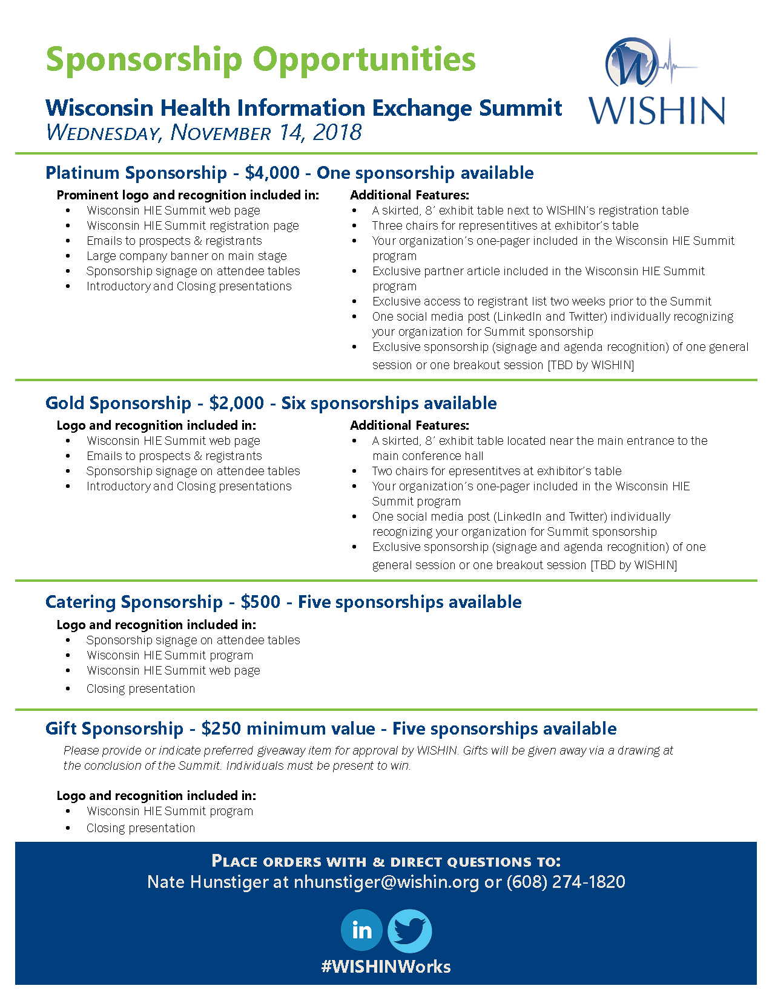 Sponsorship Opportunities
WISHIN
Wisconsin Health Information Exchange Summit
Wednesday, November 14, 2018
Platinum Sponsorship - $4,000 - One sponsorship available
Prominent logo and recognition included in:
• Wisconsin HIE Summit web page
• Wisconsin HIE Summit registration page
• Emails to prospects & registrants
• Large company banner on main stage
• Sponsorship signage on attendee tables
• Introductory and Closing presentations
Additional Features:
• A skirted, 8’ exhibit table next to WISHIN’s registration table
• Three chairs for representitives at exhibitor’s table
• Your organization’s one-pager included in the Wisconsin HIE Summit
program
• Exclusive partner article included in the Wisconsin HIE Summit
program
• Exclusive access to registrant list two weeks prior to the Summit
• One social media post (LinkedIn and Twitter) individually recognizing
your organization for Summit sponsorship
• Exclusive sponsorship (signage and agenda recognition) of one general
session or one breakout session [TBD by WISHIN]
Gold Sponsorship - $2,000 - Six sponsorships available
Logo and recognition included in:
• Wisconsin HIE Summit web page
• Emails to prospects & registrants
• Sponsorship signage on attendee tables
• Introductory and Closing presentations
Additional Features:
• A skirted, 8’ exhibit table located near the main entrance to the
main conference hall
• Two chairs for epresentitves at exhibitor’s table
• Your organization’s one-pager included in the Wisconsin HIE
Summit program
• One social media post (LinkedIn and Twitter) individually
recognizing your organization for Summit sponsorship
• Exclusive sponsorship (signage and agenda recognition) of one
general session or one breakout session [TBD by WISHIN]
Catering Sponsorship - $500 - Five sponsorships available
Logo and recognition included in:
• Sponsorship signage on attendee tables
• Wisconsin HIE Summit program
• Wisconsin HIE Summit web page
• Closing presentation
Gift Sponsorship - $250 minimum value - Five sponsorships available
Please provide or indicate preferred giveaway item for approval by WISHIN. Gifts will be given away via a drawing at
the conclusion of the Summit. Individuals must be present to win.
Logo and recognition included in:
• Wisconsin HIE Summit program
• Closing presentation
Place orders with & direct questions to:
Nate Hunstiger at nhunstiger@wishin.org or (608) 274-1820
in
#WISHINWorks